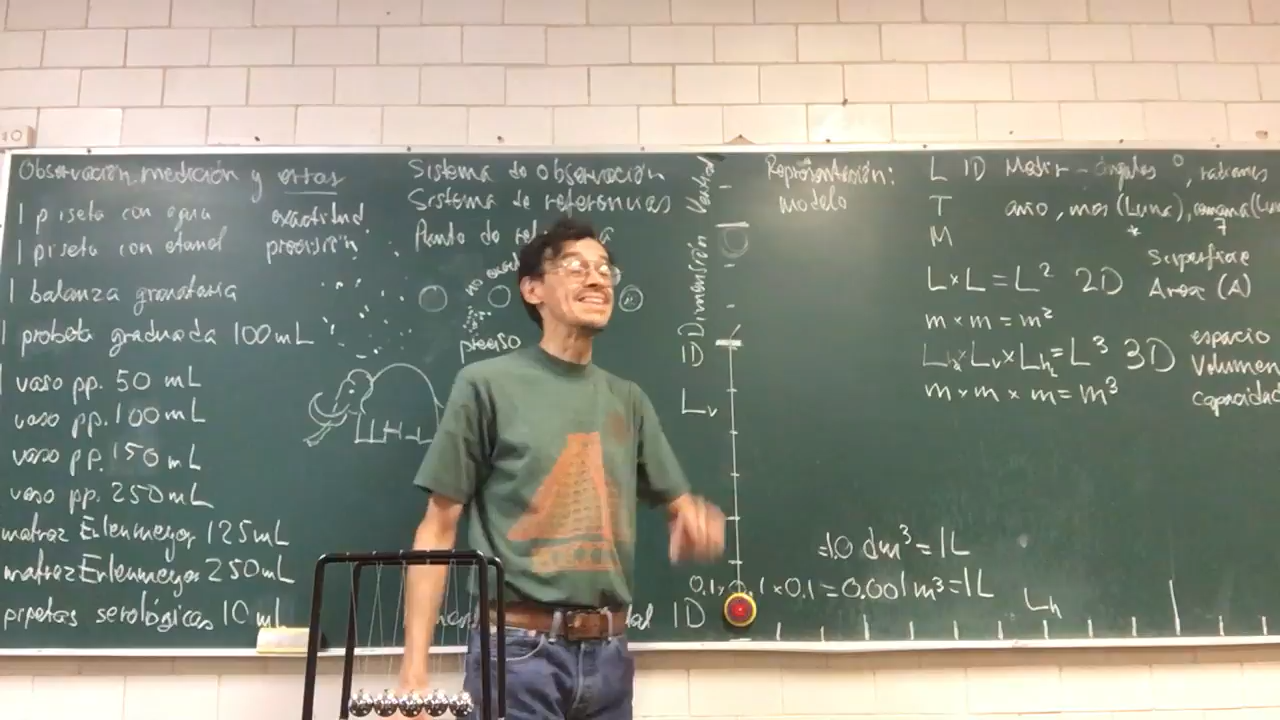 Observación, medición y otras
1 piseta con agua
exactitud
1 piseta con etanol
precisión
1 balanza granataria
1 probeta graduada 100 mL
1 vaso pp. 50 mL
vaso pp. 100 mL
vaso pp. 150 mL
vaso pp. 250 mL
matraz Erlenmeyer 125 mL
matraz Erlenmeyer 250 mL
pipetas serológicas 10 mL
Sistema de observación
Sistema de referencias
Punto de
no
preciso
1D Dimensión Vertical
Lv
1D
Representación:
modelo
L 1D Medir - ángulos °, radianes
T año, mes (Luna), semana
* 7
M
L×L = L² 2D
Superficie
Área (A)
m × m = m²
×Lv×Lh = L³ 3D
espacio
Volumen
m × m × m = m³
capacidad
=1.0 dm³ = 1L
×0.1 = 0.001 m³ = 1L
Lh